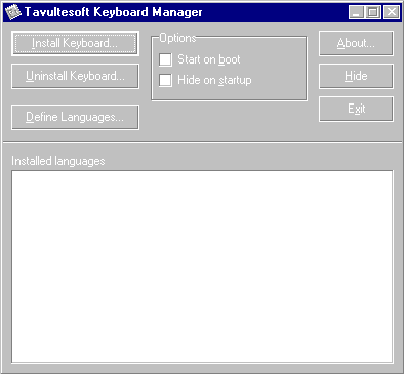 Tavultesoft Keyboard Manager
Install Keyboard...
Uninstall Keyboard...
Define Languages...
Options
Start on boot
Hide on startup
About...
Hide
Exit
Installed languages